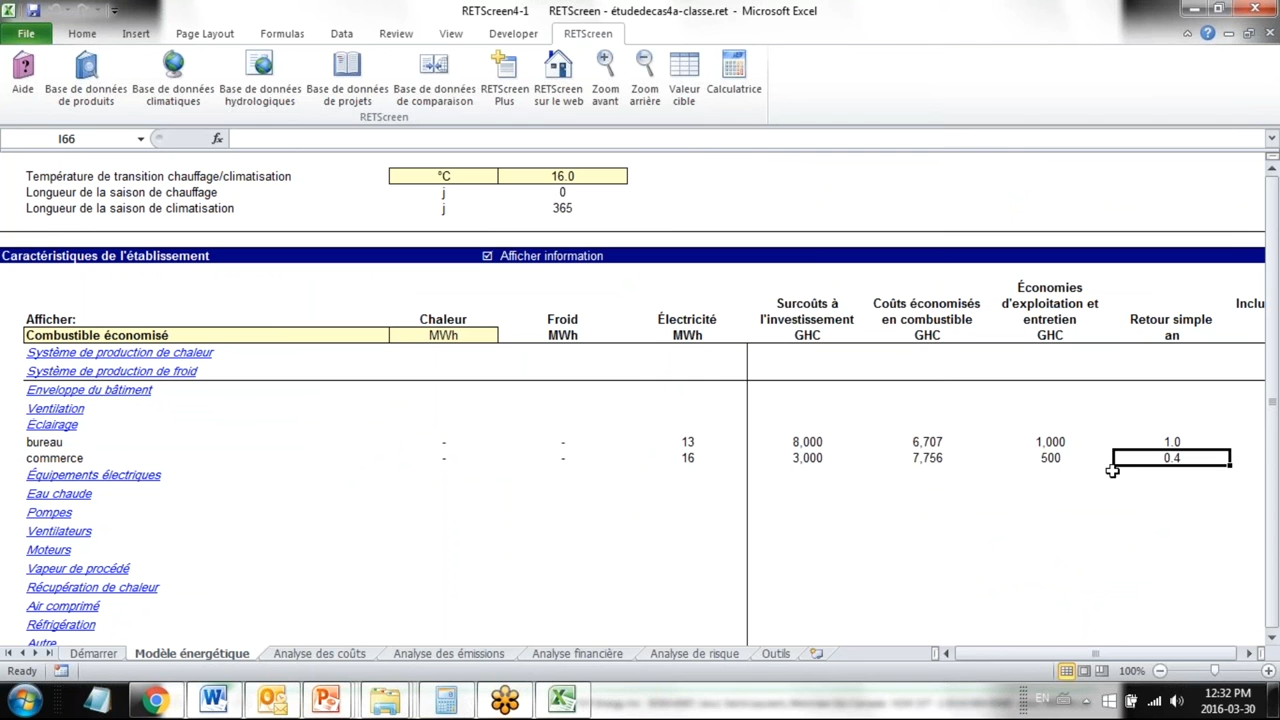 RETScreen4-1 RETScreen - étudedecas4a-classe.ret - Microsoft Excel
File Home Insert Page Layout Formulas Data Review View Developer RETScreen
Aide
Base de données de produits
Base de données climatiques
Base de données hydrologiques
Base de données de projets
Base de données de comparaison
RETScreen Plus
RETScreen sur le web
Zoom avant
Zoom arrière
Valeur cible
Calculatrice
RETScreen
I66 fx
Température de transition chauffage/climatisation °C 16.0
Longueur de la saison de chauffage j 0
Longueur de la saison de climatisation j 365
Caractéristiques de l'établissement Afficher information
Économies
Surcoûts à Coûts économisés d'exploitation et Inclu
Afficher: Chaleur Froid Électricité l'investissement en combustible entretien Retour simple
Combustible économisé MWh MWh MWh GHC GHC GHC an
Système de production de chaleur
Système de production de froid
Enveloppe du bâtiment
Ventilation
Éclairage
bureau - - 13 8,000 6,707 1,000 1.0
commerce - - 16 3,000 7,756 500 0.4
Équipements électriques
Eau chaude
Pompes
Ventilateurs
Moteurs
Vapeur de procédé
Récupération de chaleur
Air comprimé
Réfrigération
Autre
Démarrer Modèle énergétique Analyse des coûts Analyse des émissions Analyse financière Analyse de risque Outils
Ready 100%
EN 12:32 PM
2016-03-30